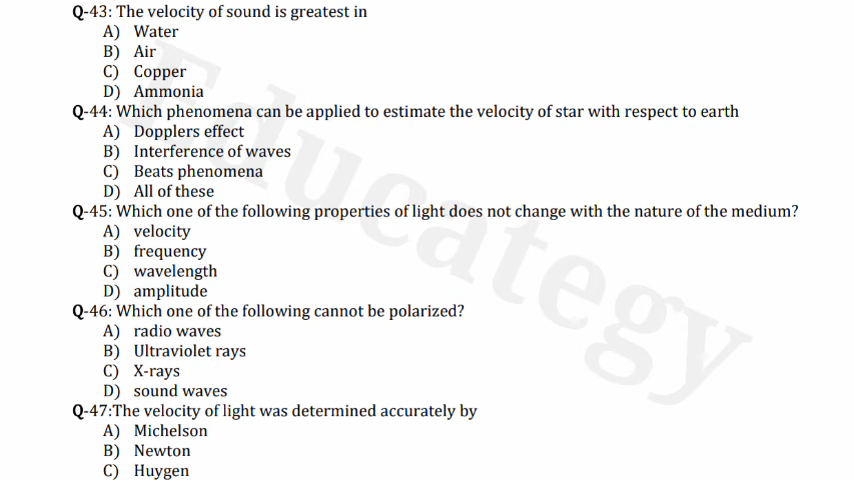 Q-43: The velocity of sound is greatest in
A) Water
B) Air
C) Copper
D) Ammonia
Q-44: Which phenomena can be applied to estimate the velocity of star with respect to earth
A) Dopplers effect
B) Interference of waves
C) Beats phenomena
D) All of these
Q-45: Which one of the following properties of light does not change with the nature of the medium?
A) velocity
B) frequency
C) wavelength
D) amplitude
Q-46: Which one of the following cannot be polarized?
A) radio waves
B) Ultraviolet rays
C) X-rays
D) sound waves
Q-47:The velocity of light was determined accurately by
A) Michelson
B) Newton
C) Huygen
Educategy